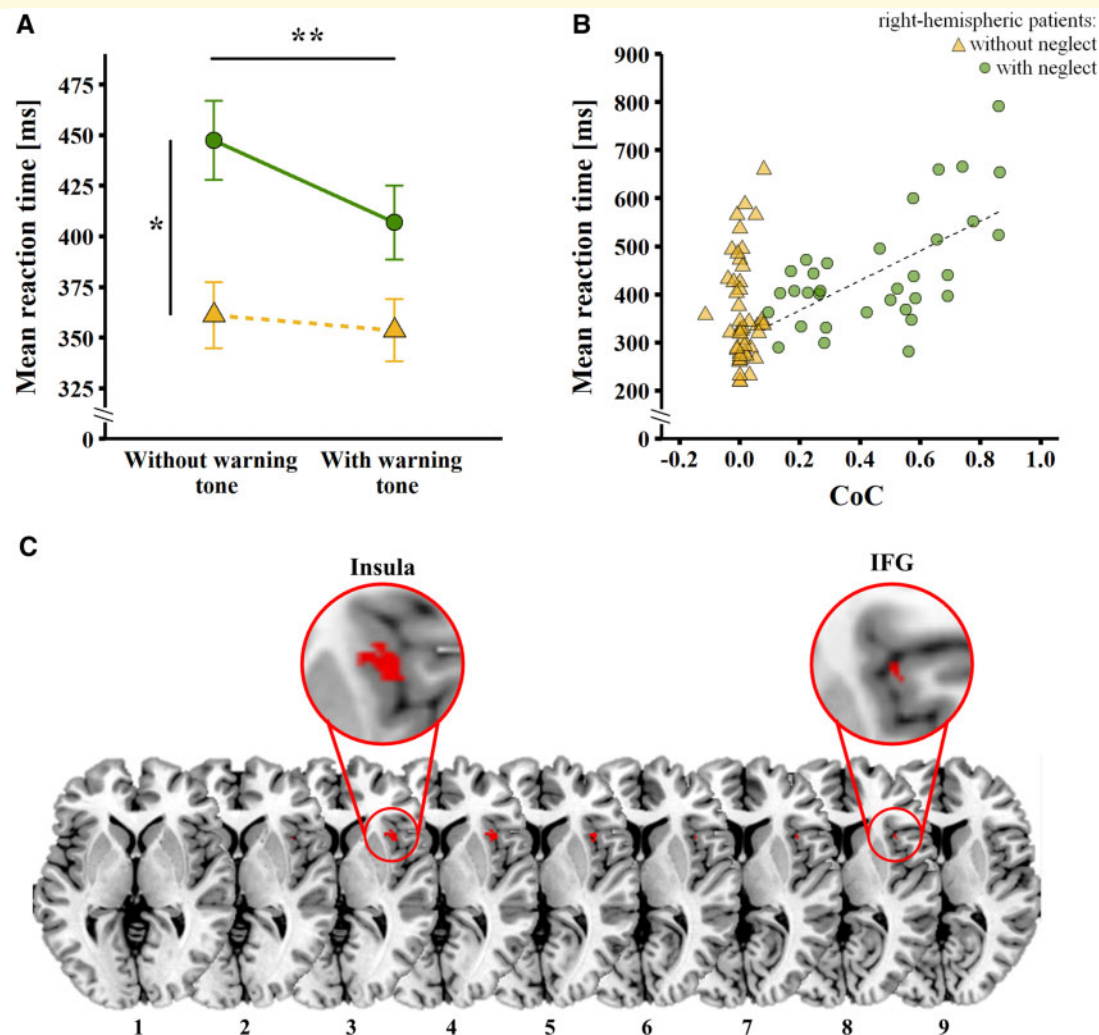 A
**
Mean reaction time [ms]
475
450
425
400
375
350
325
0
*
Without warning tone
With warning tone
B
right-hemispheric patients:
without neglect
with neglect
Mean reaction time [ms]
900
800
700
600
500
400
300
200
0
-0.2
0.0
0.2
0.4
0.6
0.8
1.0
CoC
C
Insula
IFG
1
2
3
4
5
6
7
8
9